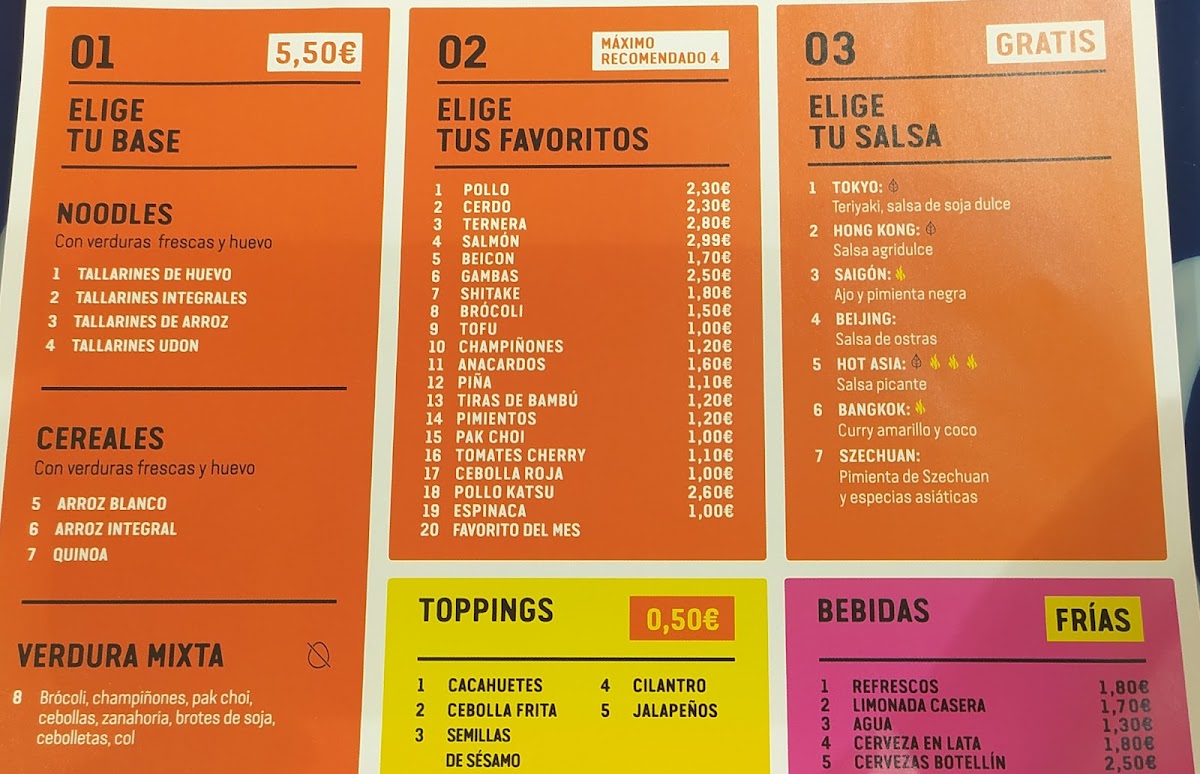 01 5,50€
ELIGE
TU BASE
NOODLES
Con verduras frescas y huevo
1 TALLARINES DE HUEVO
2 TALLARINES INTEGRALES
3 TALLARINES DE ARROZ
4 TALLARINES UDON
CEREALES
Con verduras frescas y huevo
5 ARROZ BLANCO
6 ARROZ INTEGRAL
7 QUINOA
VERDURA MIXTA
8 Brócoli, champiñones, pak choi,
cebollas, zanahoria, brotes de soja,
cebolletas, col
02 MÁXIMO
RECOMENDADO 4
ELIGE
TUS FAVORITOS
1 POLLO 2,30€
2 CERDO 2,30€
3 TERNERA 2,80€
4 SALMÓN 2,99€
5 BEICON 1,70€
6 GAMBAS 2,50€
7 SHITAKE 1,80€
8 BRÓCOLI 1,50€
9 TOFU 1,00€
10 CHAMPIÑONES 1,20€
11 ANACARDOS 1,60€
12 PIÑA 1,10€
13 TIRAS DE BAMBÚ 1,20€
14 PIMIENTOS 1,20€
15 PAK CHOI 1,00€
16 TOMATES CHERRY 1,10€
17 CEBOLLA ROJA 1,00€
18 POLLO KATSU 2,60€
19 ESPINACA 1,00€
20 FAVORITO DEL MES
03 GRATIS
ELIGE
TU SALSA
1 TOKYO:
Teriyaki, salsa de soja dulce
2 HONG KONG:
Salsa agridulce
3 SAIGÓN:
Ajo y pimienta negra
4 BEIJING:
Salsa de ostras
5 HOT ASIA:
Salsa picante
6 BANGKOK:
Curry amarillo y coco
7 SZECHUAN:
Pimienta de Szechuan
y especias asiáticas
TOPPINGS 0,50€
1 CACAHUETES
2 CEBOLLA FRITA
3 SEMILLAS
DE SÉSAMO
4 CILANTRO
5 JALAPEÑOS
BEBIDAS FRÍAS
1 REFRESCOS 1,80€
2 LIMONADA CASERA 1,70€
3 AGUA 1,30€
4 CERVEZA EN LATA 1,80€
5 CERVEZAS BOTELLÍN 2,50€